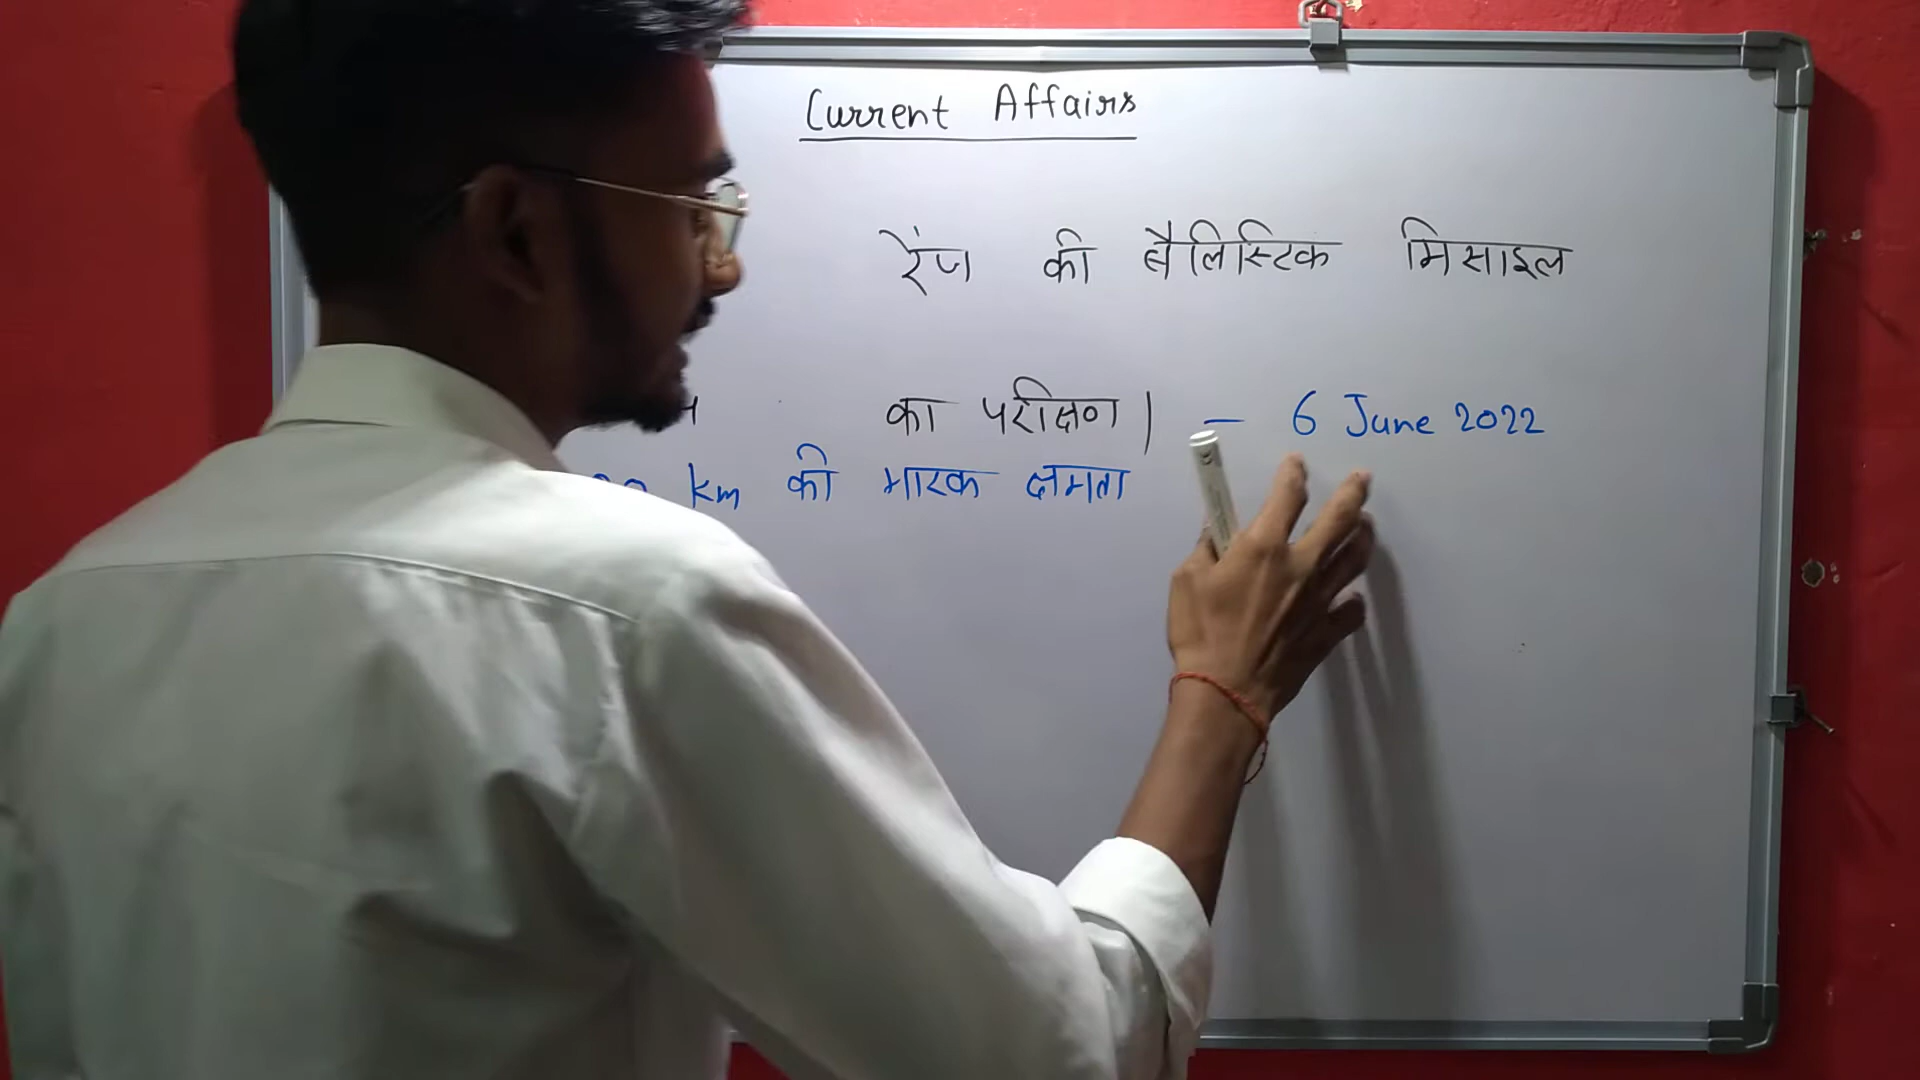 Current Affairs
रेंज की बैलिस्टिक मिसाइल
का परीक्षण। - 6 June 2022
km की मारक क्षमता